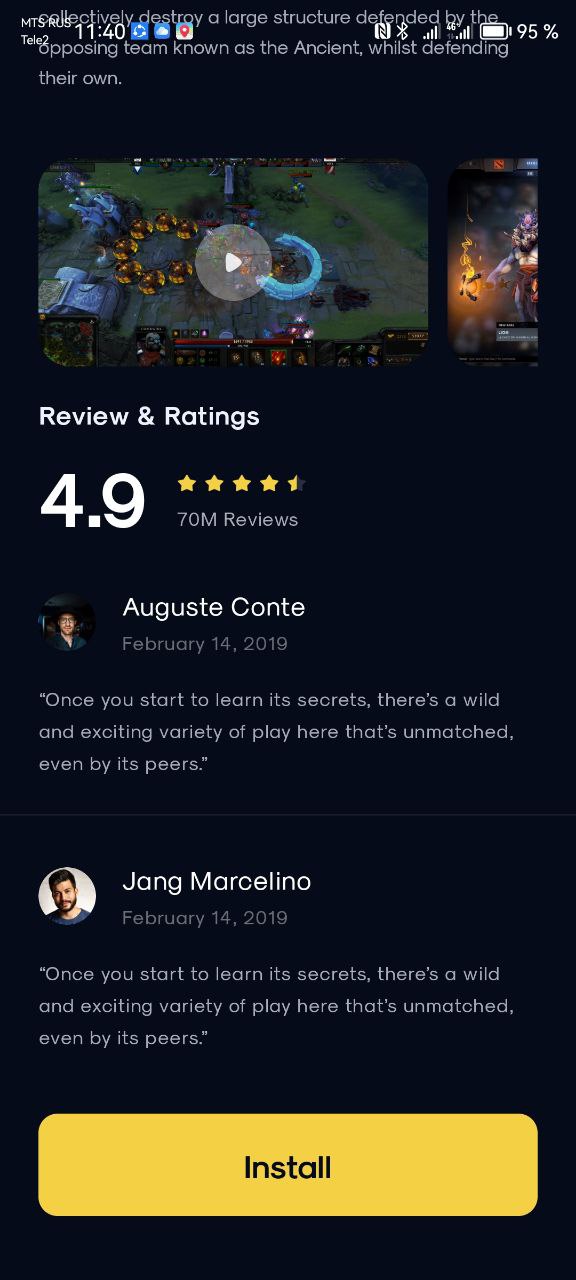 collectively destroy a large structure defended by the
MTS RUS
Tele2
11:40
4G
95 %
opposing team known as the Ancient, whilst defending
their own.
Review & Ratings
4.9
70M Reviews
Auguste Conte
February 14, 2019
“Once you start to learn its secrets, there’s a wild
and exciting variety of play here that’s unmatched,
even by its peers.”
Jang Marcelino
February 14, 2019
“Once you start to learn its secrets, there’s a wild
and exciting variety of play here that’s unmatched,
even by its peers.”
Install